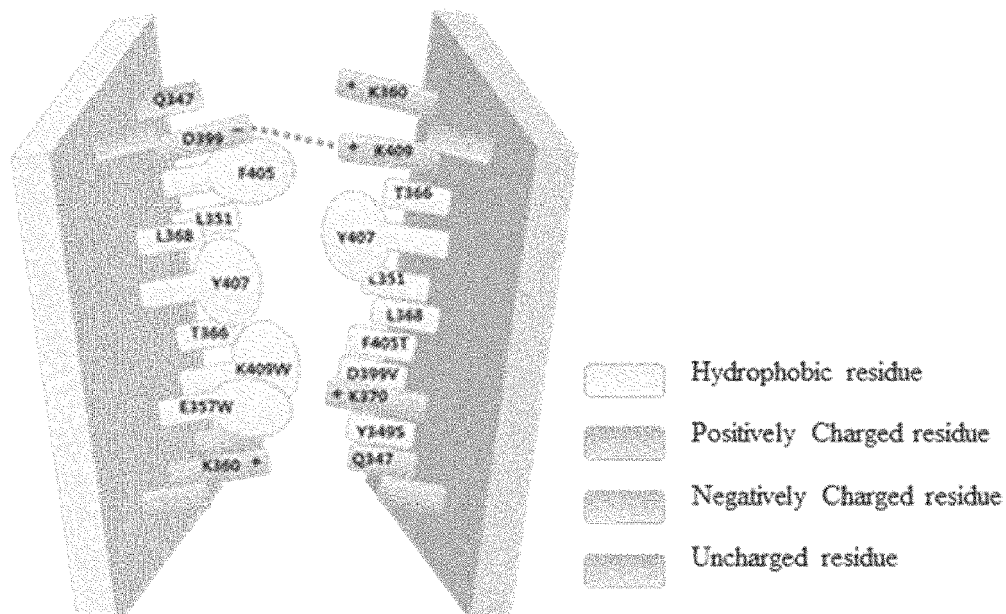 Q347
D399 −
F405
L351
L368
Y407
T366
K409W
E357W
K360 +
+ K360
+ K409
T366
Y407
L351
L368
F405T
D399V
+ K370
Y349S
Q347
Hydrophobic residue
Positively Charged residue
Negatively Charged residue
Uncharged residue